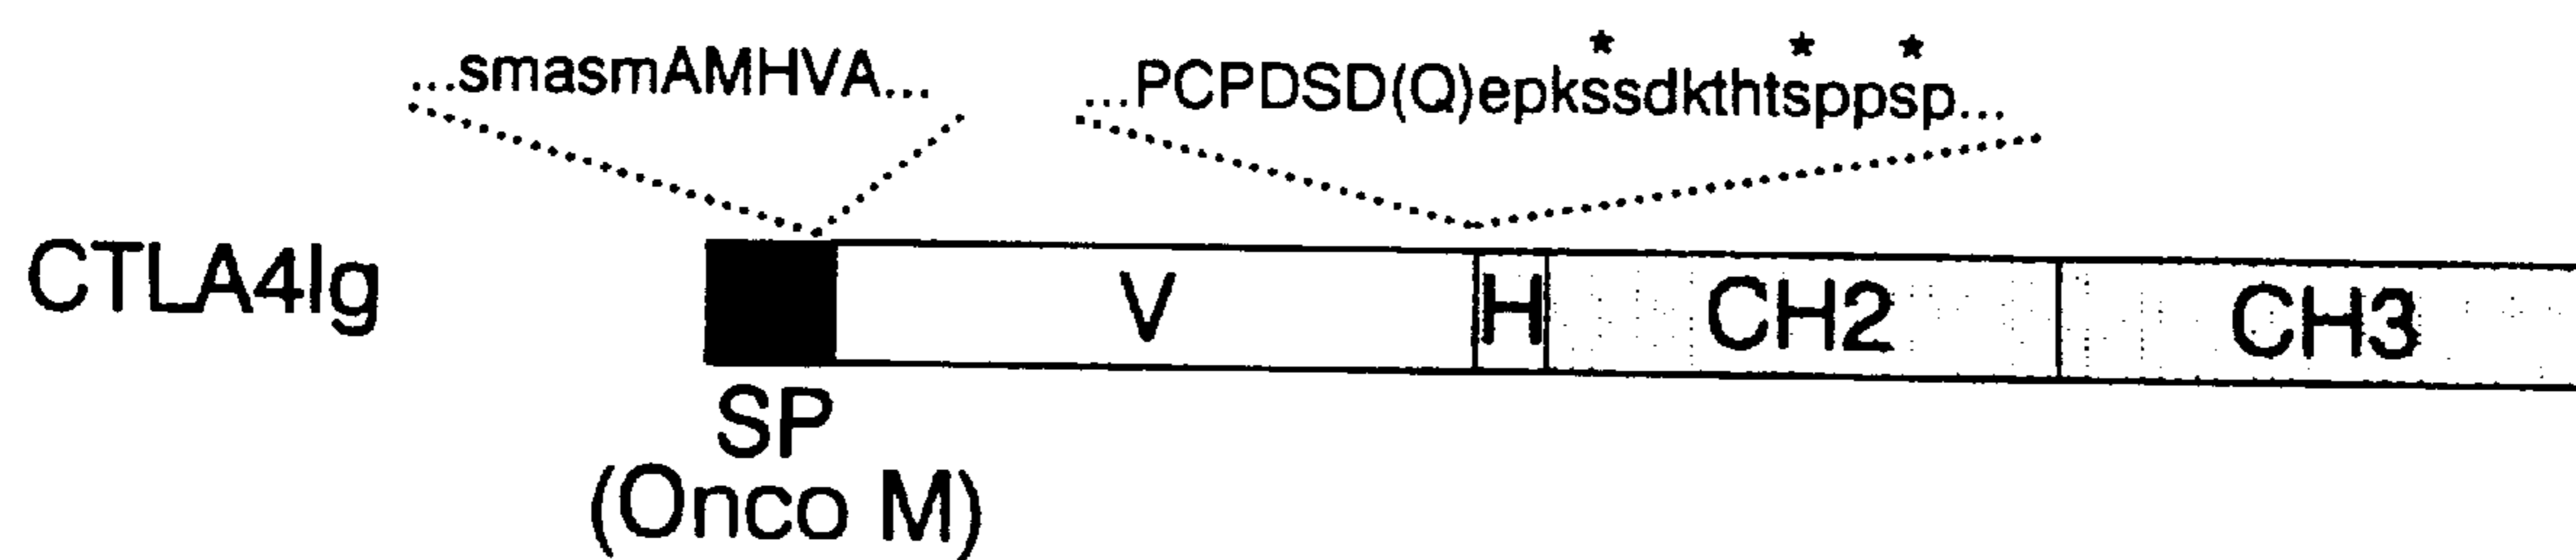 * * *
...smasmAMHVA... ...PCPDSD(Q)epkssdkthtsppsp...
CTLA4Ig V H CH2 CH3
SP
(Onco M)